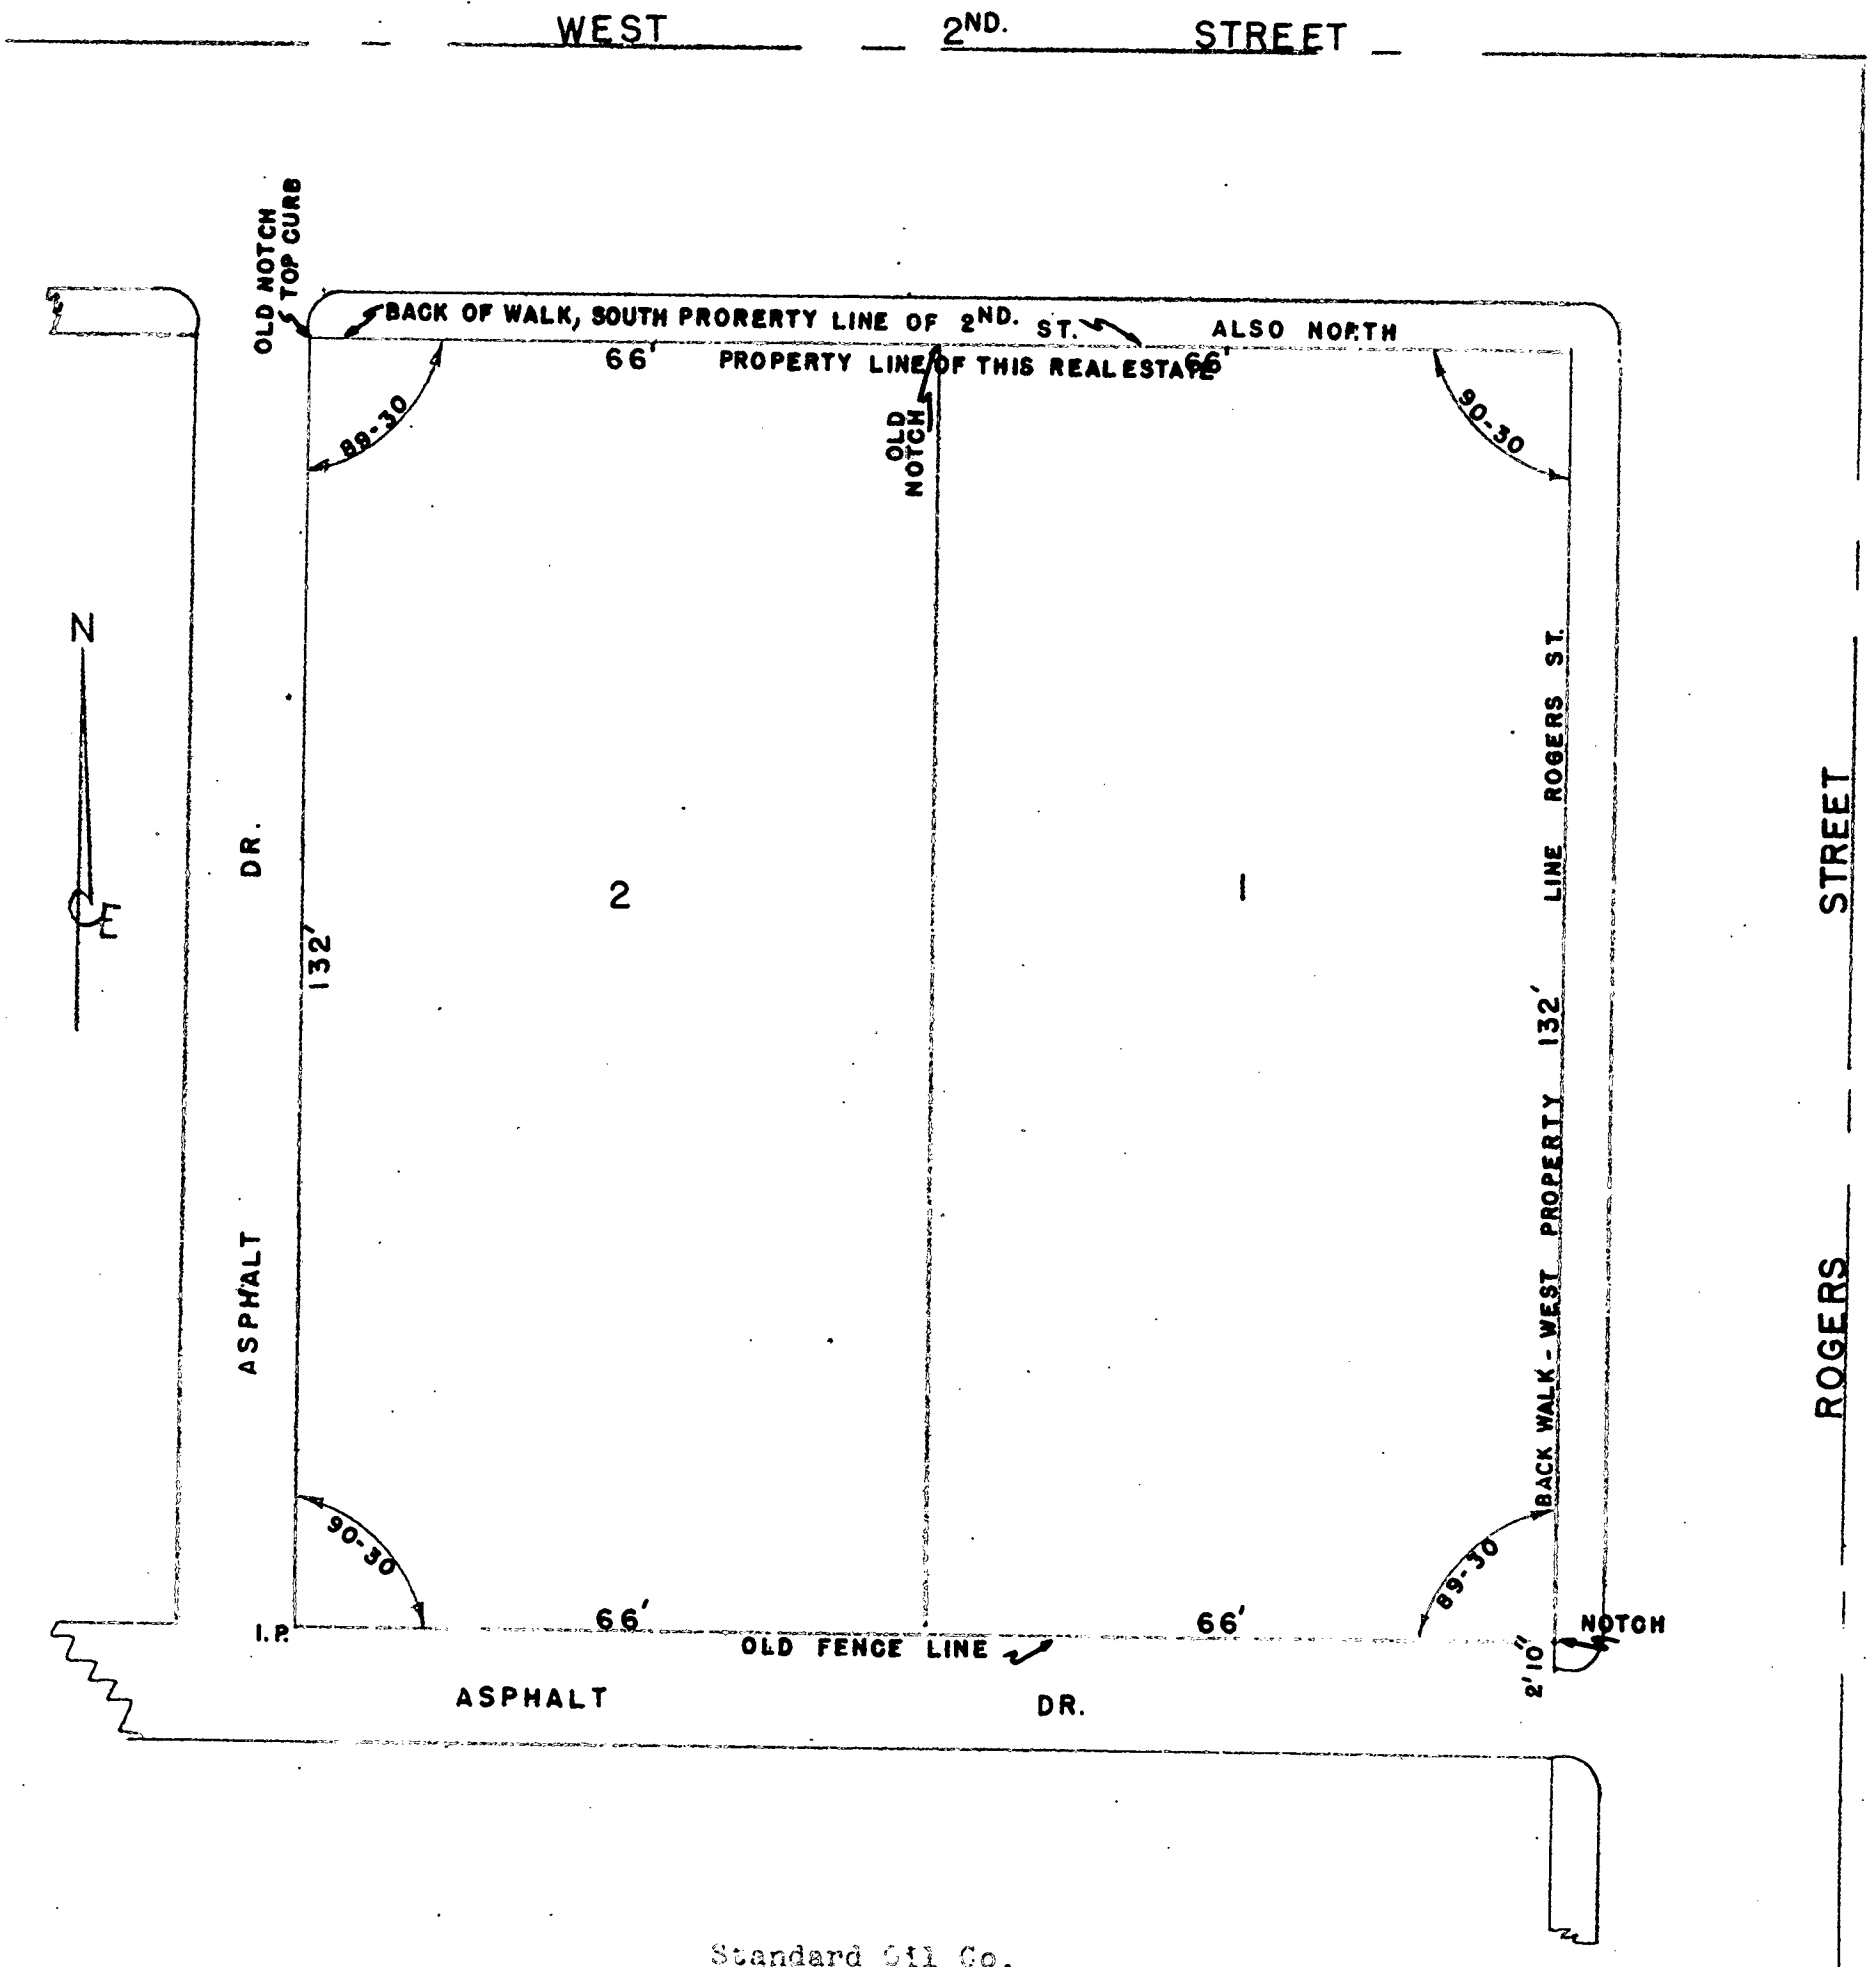 WEST 2ND. STREET
OLD NOTCH
TOP CURB
BACK OF WALK, SOUTH PRORERTY LINE OF 2ND. ST.
ALSO NORTH
66'
PROPERTY LINE OF THIS REAL ESTATE
66'
89-30
OLD
NOTCH
90-30
N
E
DR.
132'
2
1
BACK WALK - WEST PROPERTY 132' LINE ROGERS ST.
ROGERS STREET
ASPHALT
90-30
89-30
I.P.
66'
66'
NOTCH
OLD FENCE LINE
2'10"
ASPHALT DR.
Standard Oil Co.